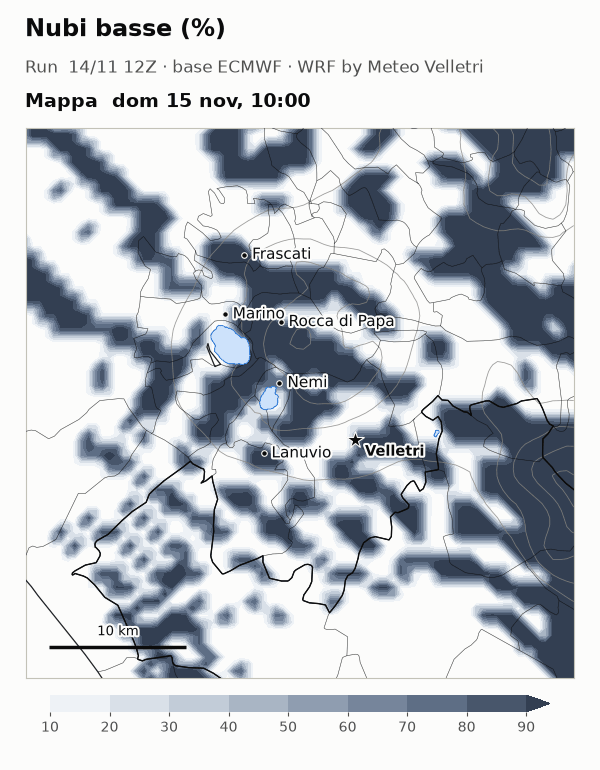 Nubi basse (%)
Run  14/11 12Z · base ECMWF · WRF by Meteo Velletri
Mappa  dom 15 nov, 10:00
Frascati
Marino
Rocca di Papa
Nemi
Velletri
Lanuvio
10 km
10 20 30 40 50 60 70 80 90